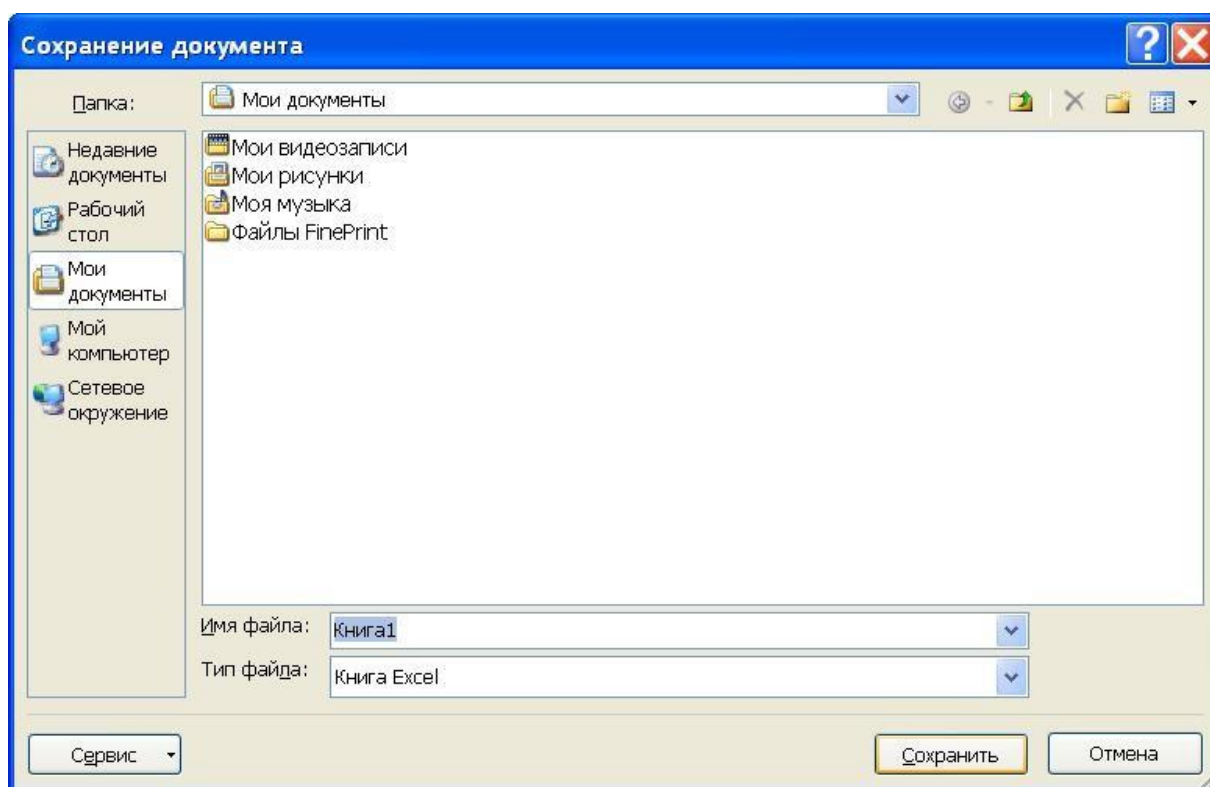 Сохранение документа
Папка:
Мои документы
Недавние
документы
Рабочий
стол
Мои
документы
Мой
компьютер
Сетевое
окружение
Мои видеозаписи
Мои рисунки
Моя музыка
Файлы FinePrint
Имя файла:
Книга1
Тип файла:
Книга Excel
Сервис
Сохранить
Отмена